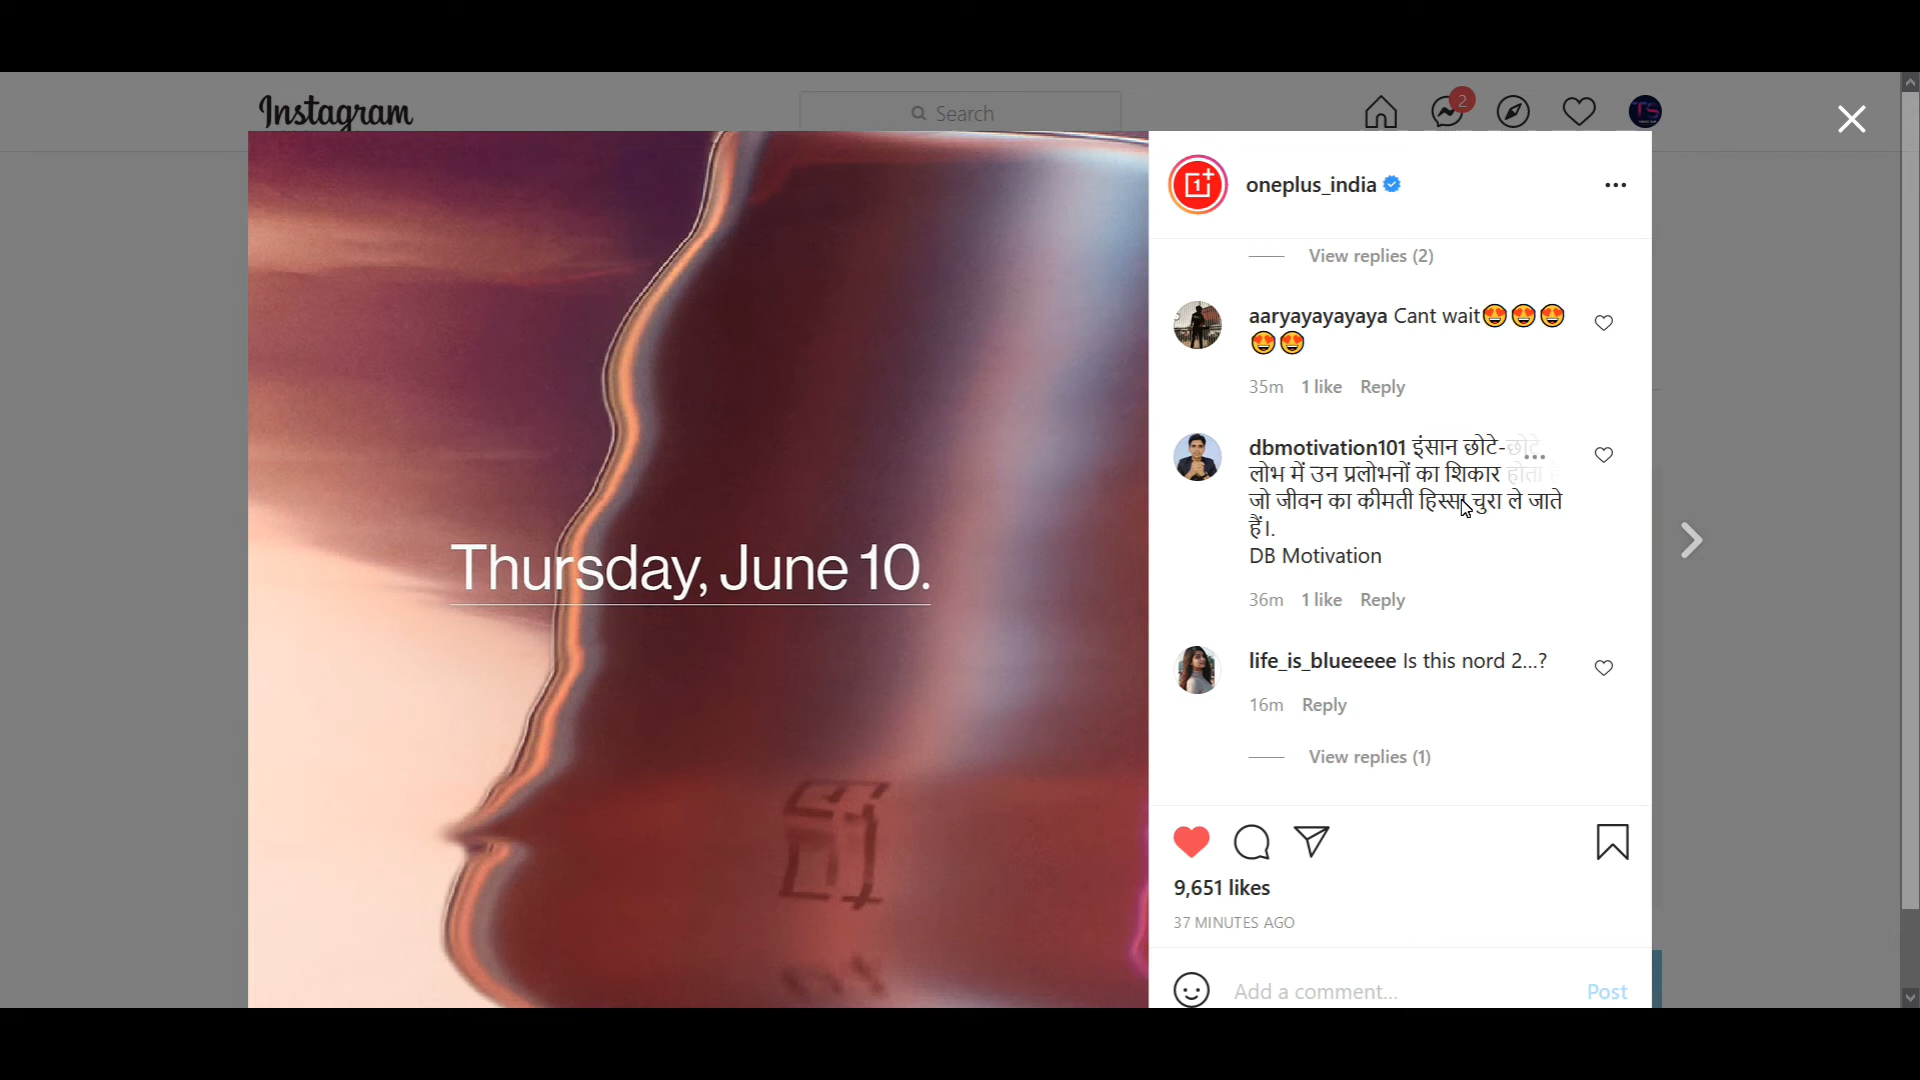 Instagram
Search
2
TS
oneplus_india
View replies (2)
aaryayayayaya Cant wait😍😍😍
😍😍
35m 1 like Reply
dbmotivation101 इंसान छोटे-छोटे
लोभ में उन प्रलोभनों का शिकार होता है
जो जीवन का कीमती हिस्सा चुरा ले जाते
हैं।.
DB Motivation
36m 1 like Reply
life_is_blueeeee Is this nord 2...?
16m Reply
View replies (1)
Thursday, June 10.
9,651 likes
37 MINUTES AGO
Add a comment... Post